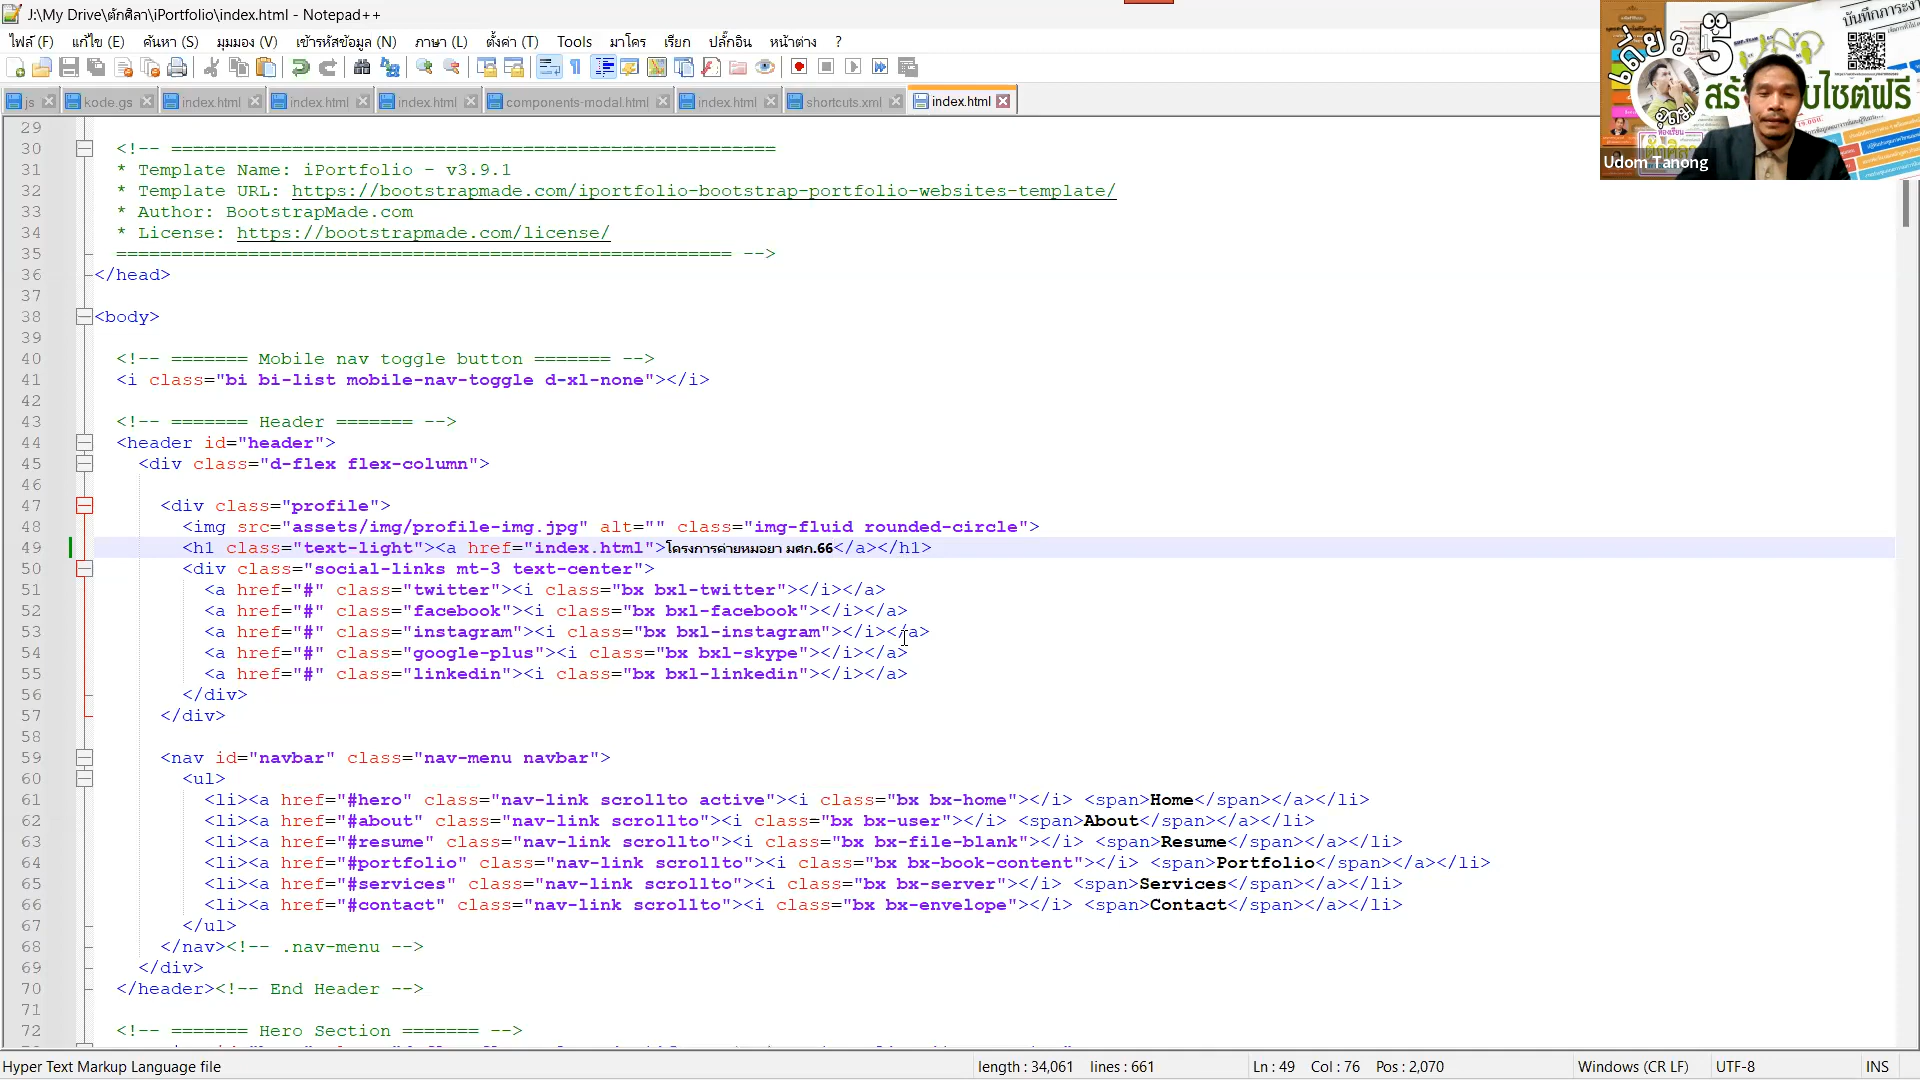 J:\My Drive\ตักศิลา\iPortfolio\index.html - Notepad++
ไฟล์ (F) แก้ไข (E) ค้นหา (S) มุมมอง (V) เข้ารหัสข้อมูล (N) ภาษา (L) ตั้งค่า (T) Tools มาโคร เรียก ปลั๊กอิน หน้าต่าง ?
js kode.gs index.html index.html index.html components-modal.html index.html shortcuts.xml index.html
29
30 <!-- =======================================================
31 * Template Name: iPortfolio - v3.9.1
32 * Template URL: https://bootstrapmade.com/iportfolio-bootstrap-portfolio-websites-template/
33 * Author: BootstrapMade.com
34 * License: https://bootstrapmade.com/license/
35 ======================================================== -->
36 </head>
37
38 <body>
39
40 <!-- ======= Mobile nav toggle button ======= -->
41 <i class="bi bi-list mobile-nav-toggle d-xl-none"></i>
42
43 <!-- ======= Header ======= -->
44 <header id="header">
45 <div class="d-flex flex-column">
46
47 <div class="profile">
48 <img src="assets/img/profile-img.jpg" alt="" class="img-fluid rounded-circle">
49 <h1 class="text-light"><a href="index.html">โครงการค่ายหมอยา มศก.66</a></h1>
50 <div class="social-links mt-3 text-center">
51 <a href="#" class="twitter"><i class="bx bxl-twitter"></i></a>
52 <a href="#" class="facebook"><i class="bx bxl-facebook"></i></a>
53 <a href="#" class="instagram"><i class="bx bxl-instagram"></i></a>
54 <a href="#" class="google-plus"><i class="bx bxl-skype"></i></a>
55 <a href="#" class="linkedin"><i class="bx bxl-linkedin"></i></a>
56 </div>
57 </div>
58
59 <nav id="navbar" class="nav-menu navbar">
60 <ul>
61 <li><a href="#hero" class="nav-link scrollto active"><i class="bx bx-home"></i> <span>Home</span></a></li>
62 <li><a href="#about" class="nav-link scrollto"><i class="bx bx-user"></i> <span>About</span></a></li>
63 <li><a href="#resume" class="nav-link scrollto"><i class="bx bx-file-blank"></i> <span>Resume</span></a></li>
64 <li><a href="#portfolio" class="nav-link scrollto"><i class="bx bx-book-content"></i> <span>Portfolio</span></a></li>
65 <li><a href="#services" class="nav-link scrollto"><i class="bx bx-server"></i> <span>Services</span></a></li>
66 <li><a href="#contact" class="nav-link scrollto"><i class="bx bx-envelope"></i> <span>Contact</span></a></li>
67 </ul>
68 </nav><!-- .nav-menu -->
69 </div>
70 </header><!-- End Header -->
71
72 <!-- ======= Hero Section ======= -->
Hyper Text Markup Language file length : 34,061 lines : 661 Ln : 49 Col : 76 Pos : 2,070 Windows (CR LF) UTF-8 INS
Udom Tanong